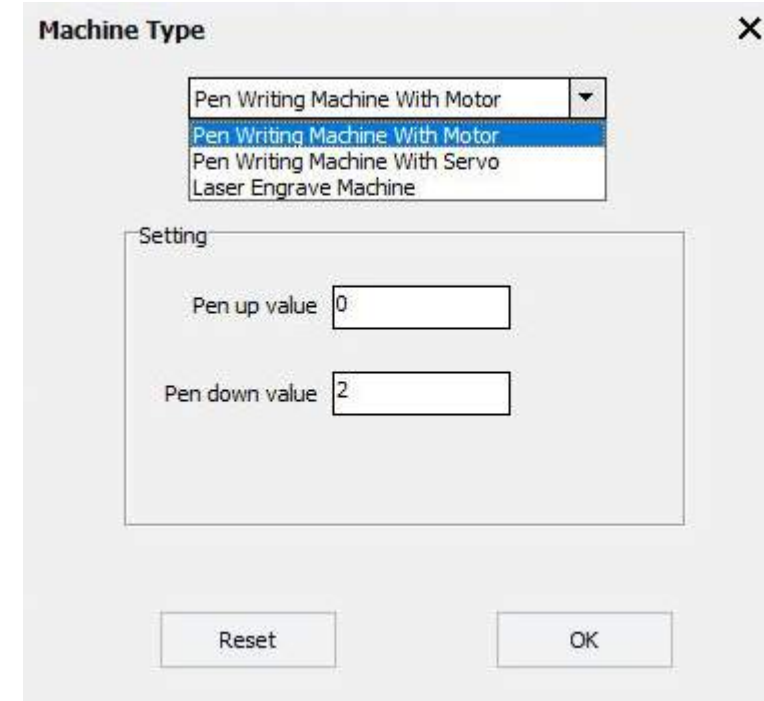 Machine Type
Pen Writing Machine With Motor
Pen Writing Machine With Motor
Pen Writing Machine With Servo
Laser Engrave Machine
Setting
Pen up value 0
Pen down value 2
Reset OK